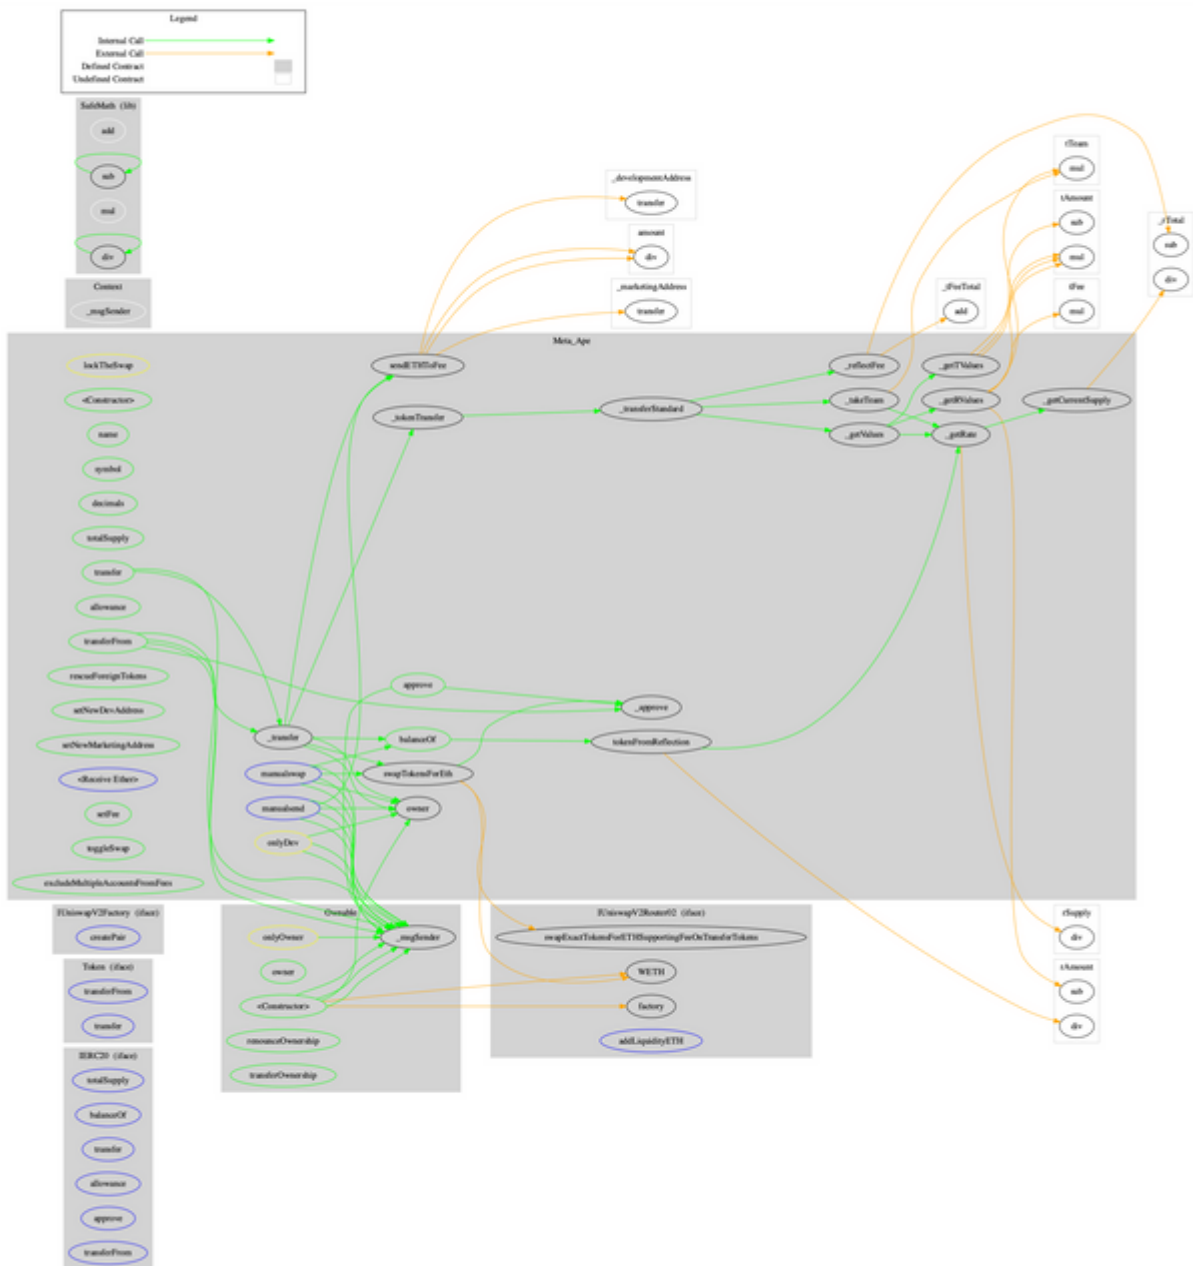 Legend
Internal Call
External Call
Defined Contract
Undefined Contract
SafeMath (lib)
add
sub
mul
div
Context
_msgSender
_developmentAddress
transfer
amount
div
_marketingAddress
transfer
_tFeeTotal
add
tTeam
mul
tAmount
sub
mul
tFee
mul
_rTotal
sub
div
Meta_Ape
lockTheSwap
<Constructor>
name
symbol
decimals
totalSupply
transfer
allowance
transferFrom
rescueForeignTokens
setNewDevAddress
setNewMarketingAddress
<Receive Ether>
setFee
toggleSwap
excludeMultipleAccountsFromFees
_transfer
manualswap
manualsend
onlyDev
sendETHToFee
_tokenTransfer
approve
balanceOf
swapTokensForEth
owner
_transferStandard
_approve
tokenFromReflection
_reflectFee
_takeTeam
_getValues
_getTValues
_getRValues
_getRate
_getCurrentSupply
IUniswapV2Factory (iface)
createPair
Token (iface)
transferFrom
transfer
IERC20 (iface)
totalSupply
balanceOf
transfer
allowance
approve
transferFrom
Ownable
onlyOwner
owner
<Constructor>
renounceOwnership
transferOwnership
_msgSender
IUniswapV2Router02 (iface)
swapExactTokensForETHSupportingFeeOnTransferTokens
WETH
factory
addLiquidityETH
rSupply
div
rAmount
sub
div